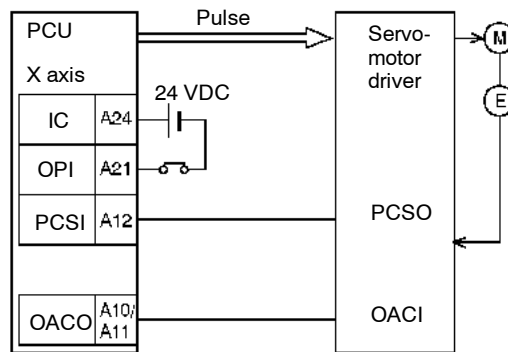 PCU
Pulse
Servo-
motor
driver
M
X axis
24 VDC
IC
A24
E
OPI
A21
PCSI
A12
PCSO
OACO
A10/
A11
OACI